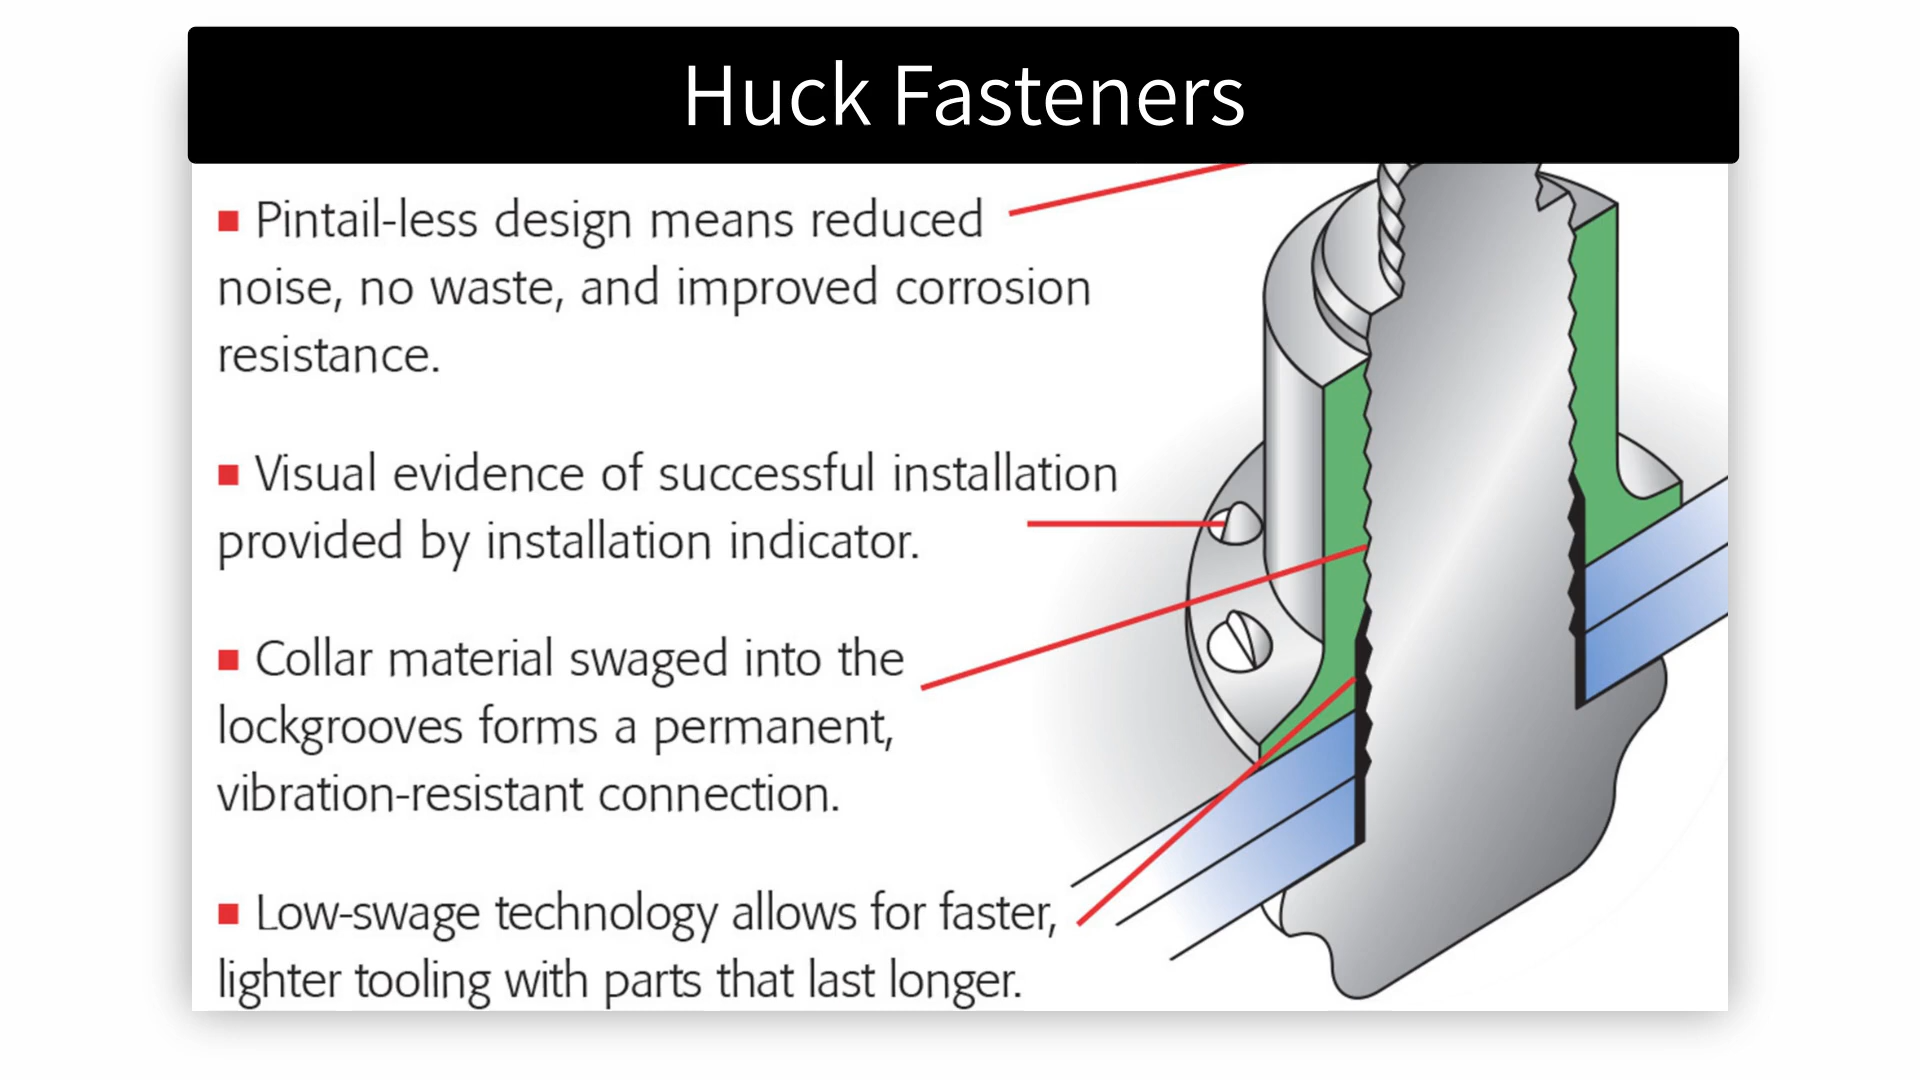 Huck Fasteners
Pintail-less design means reduced
noise, no waste, and improved corrosion
resistance.
Visual evidence of successful installation
provided by installation indicator.
Collar material swaged into the
lockgrooves forms a permanent,
vibration-resistant connection.
Low-swage technology allows for faster,
lighter tooling with parts that last longer.